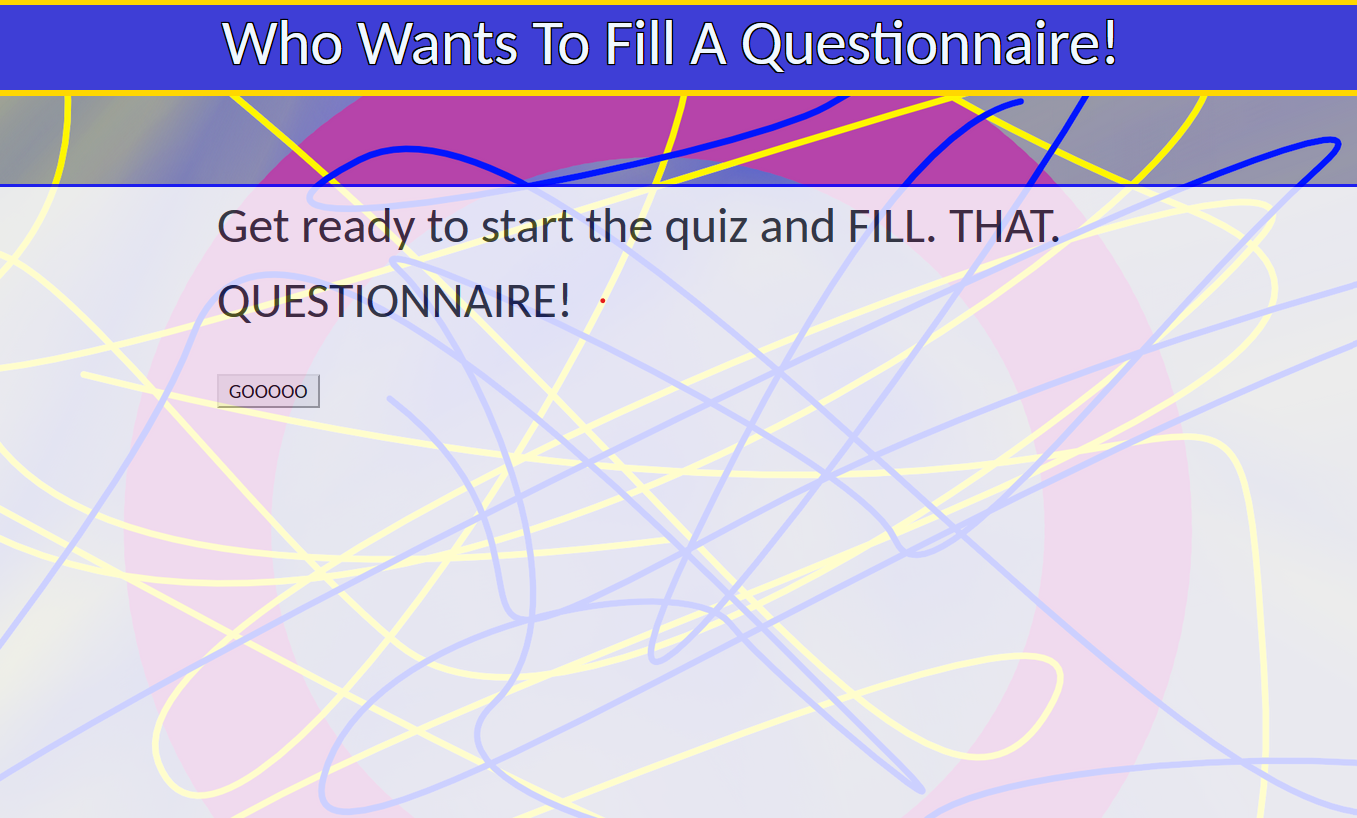 Who Wants To Fill A Questionnaire!
Get ready to start the quiz and FILL. THAT.
QUESTIONNAIRE!
GOOOOO